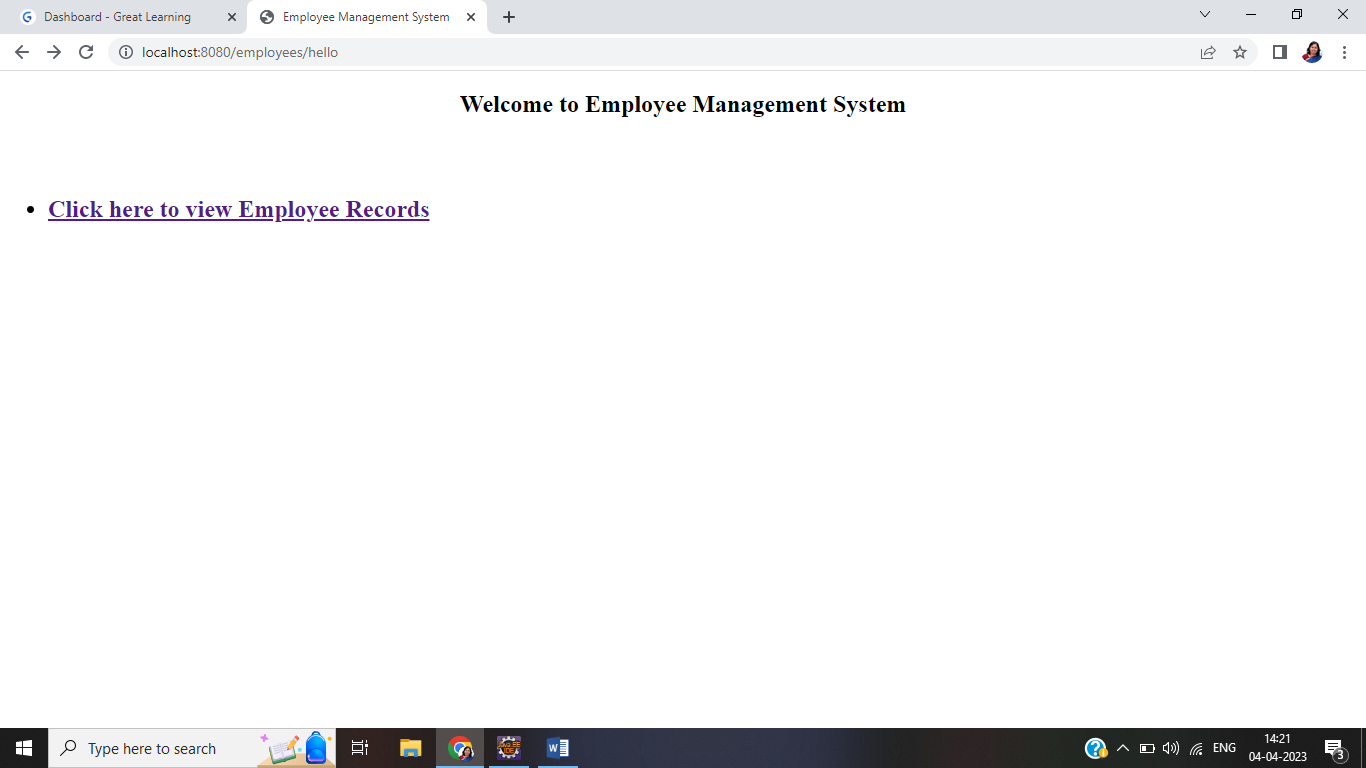 Dashboard - Great Learning
Employee Management System
localhost:8080/employees/hello
Welcome to Employee Management System
Click here to view Employee Records
Type here to search
ENG
14:21
04-04-2023
3